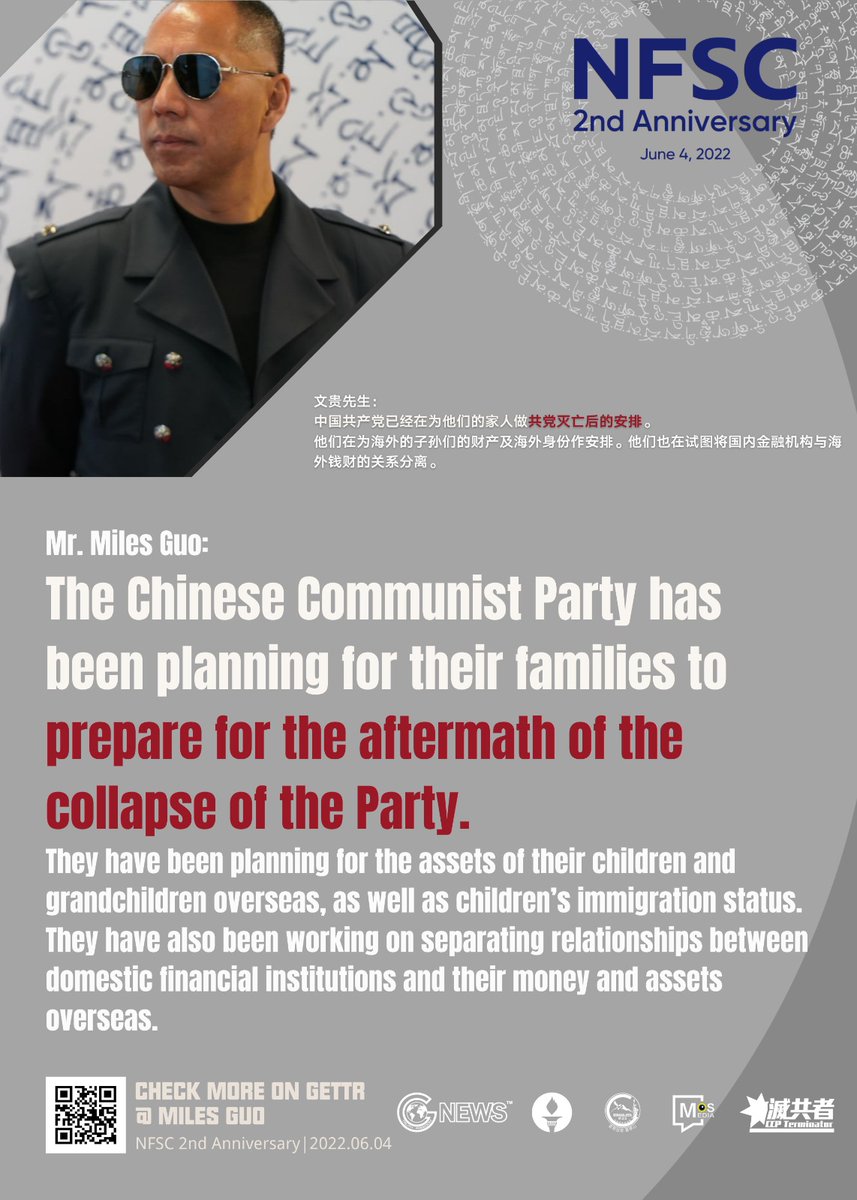 NFSC
2nd Anniversary
June 4, 2022
文贵先生：
中国共产党已经在为他们的家人做共党灭亡后的安排。
他们在为海外的子孙们的财产及海外身份作安排。他们也在试图将国内金融机构与海
外钱财的关系分离。
Mr. Miles Guo:
The Chinese Communist Party has
been planning for their families to
prepare for the aftermath of the
collapse of the Party.
They have been planning for the assets of their children and
grandchildren overseas, as well as children's immigration status.
They have also been working on separating relationships between
domestic financial institutions and their money and assets
overseas.
CHECK MORE ON GETTR
@ MILES GUO
NFSC 2nd Anniversary|2022.06.04
GNEWS™
MOS
MEDIA
滅共者
CCP Terminator